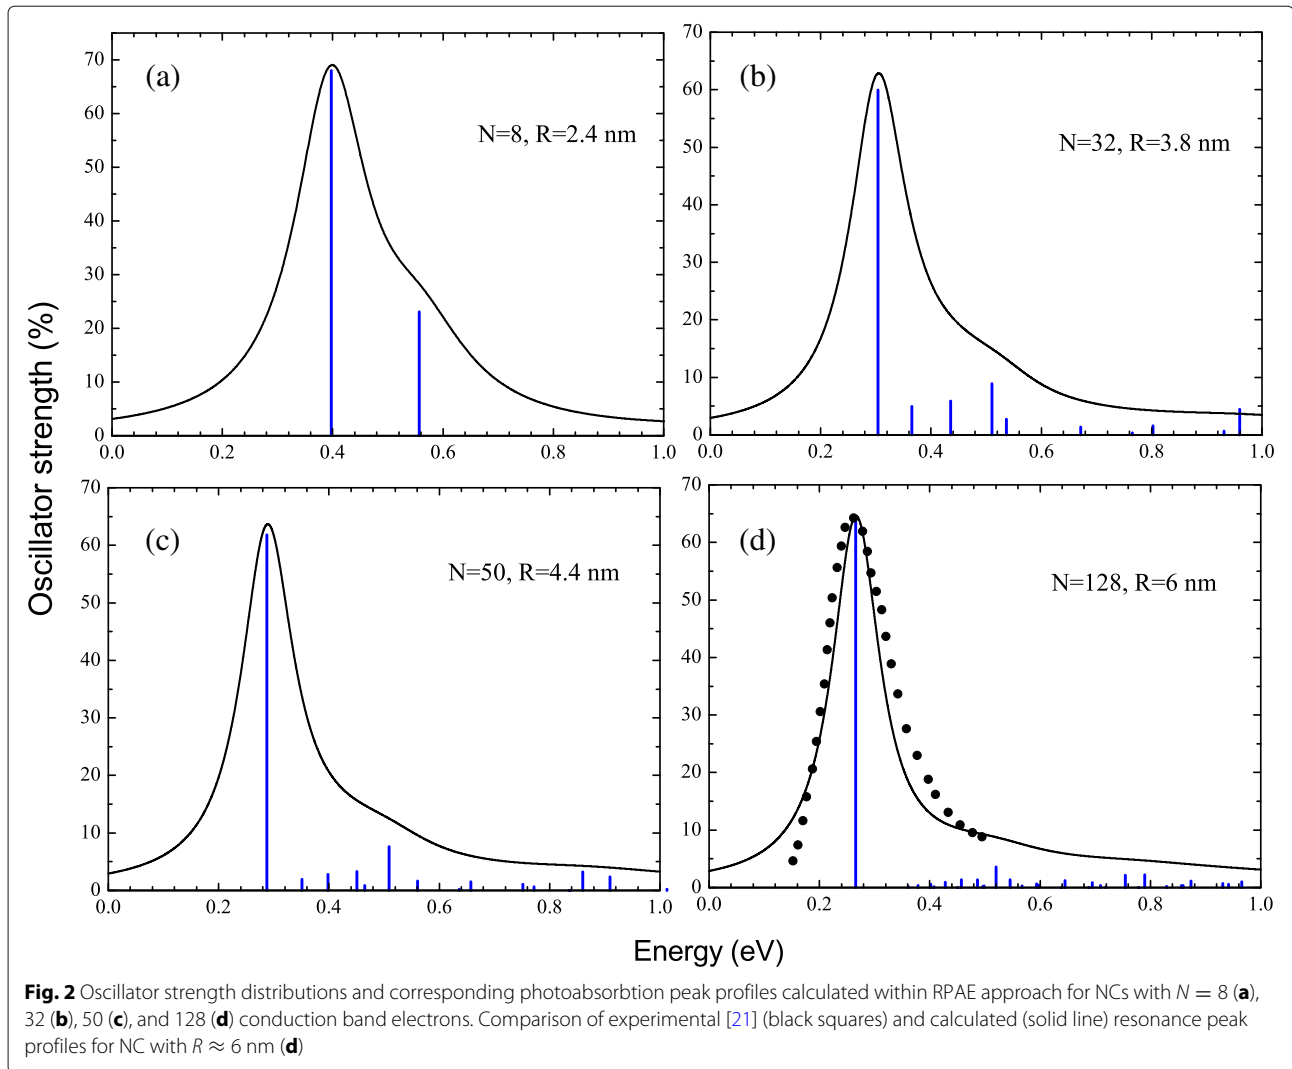 Oscillator strength (%)
70
60
50
40
30
20
10
0
(a)
N=8, R=2.4 nm
0.0 0.2 0.4 0.6 0.8 1.0
70
60
50
40
30
20
10
0
(b)
N=32, R=3.8 nm
0.0 0.2 0.4 0.6 0.8 1.0
70
60
50
40
30
20
10
0
(c)
N=50, R=4.4 nm
0.0 0.2 0.4 0.6 0.8 1.0
70
60
50
40
30
20
10
0
(d)
N=128, R=6 nm
0.0 0.2 0.4 0.6 0.8 1.0
Energy (eV)
Fig. 2 Oscillator strength distributions and corresponding photoabsorbtion peak profiles calculated within RPAE approach for NCs with N = 8 (a),
32 (b), 50 (c), and 128 (d) conduction band electrons. Comparison of experimental [21] (black squares) and calculated (solid line) resonance peak
profiles for NC with R ≈ 6 nm (d)